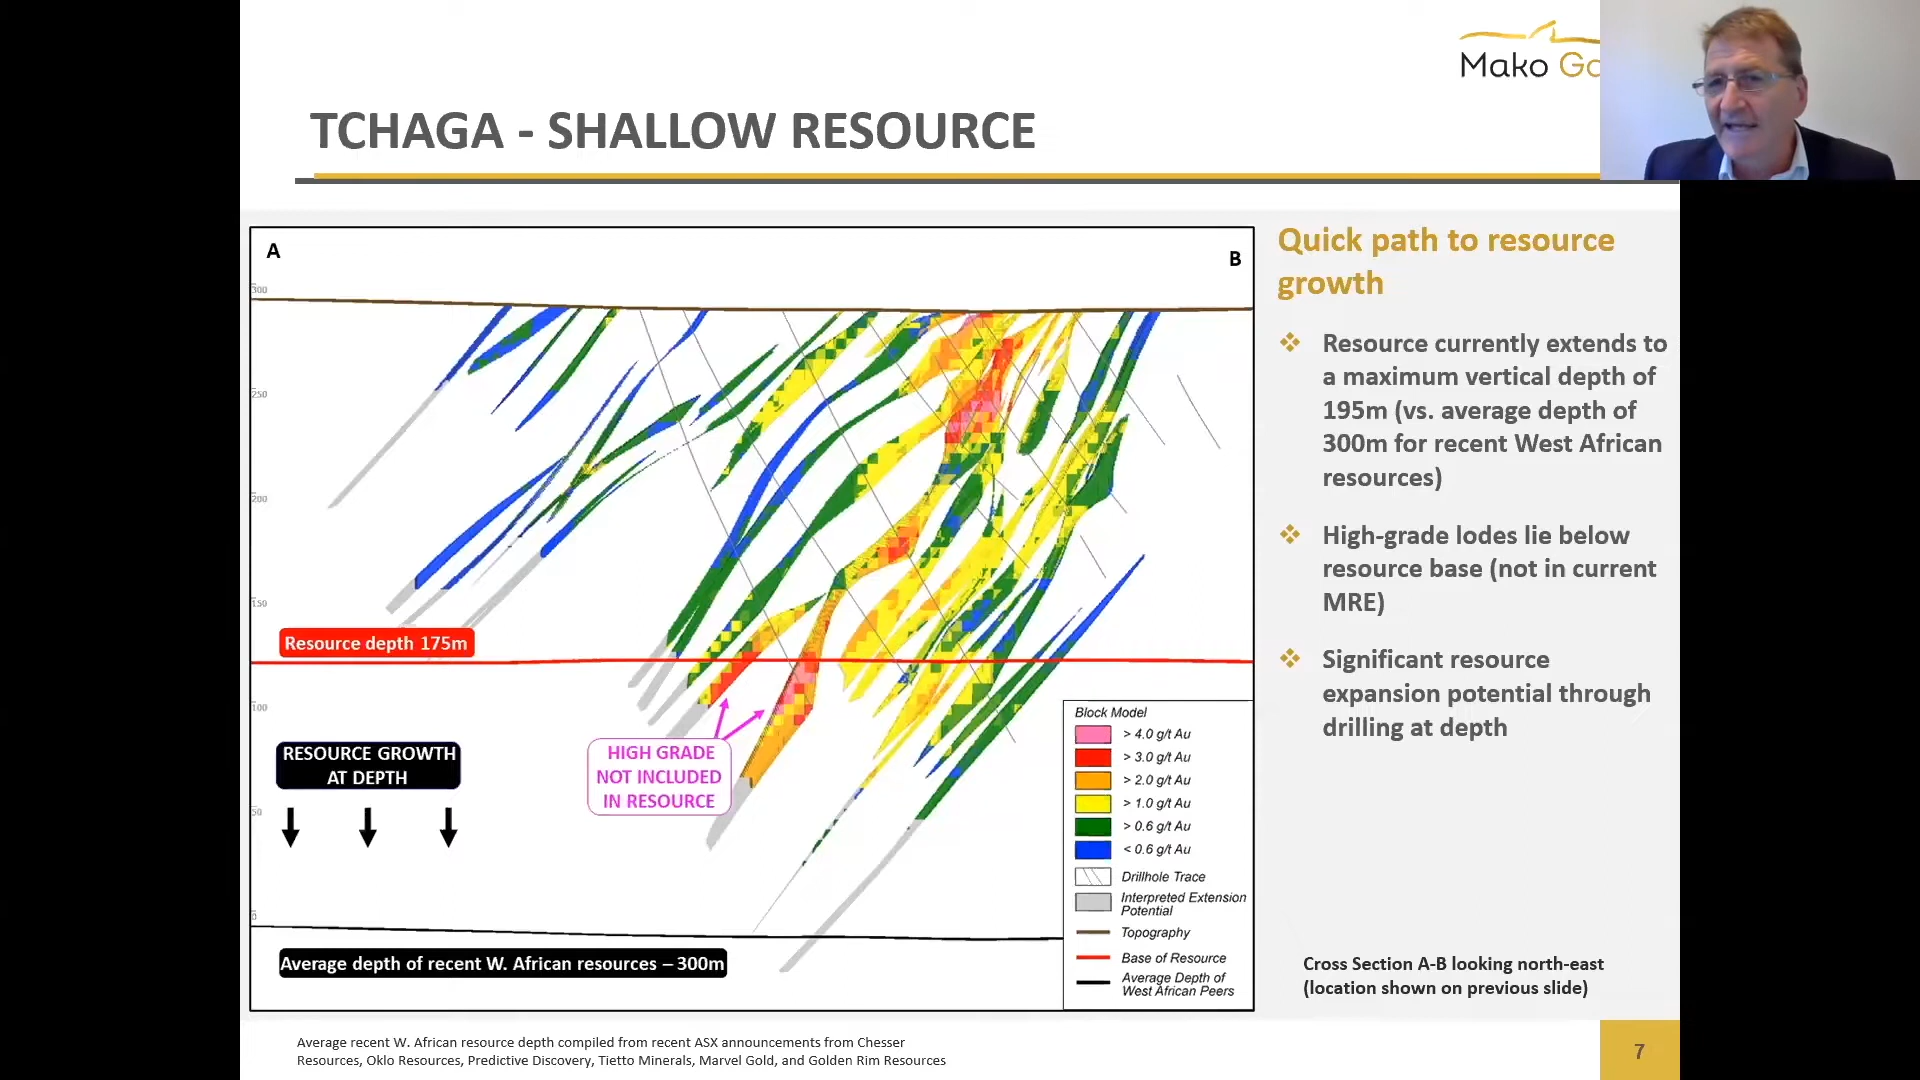 Mako Go
TCHAGA - SHALLOW RESOURCE
A
B
300
250
200
150
100
50
0
Resource depth 175m
RESOURCE GROWTH
AT DEPTH
HIGH GRADE
NOT INCLUDED
IN RESOURCE
Average depth of recent W. African resources – 300m
Block Model
> 4.0 g/t Au
> 3.0 g/t Au
> 2.0 g/t Au
> 1.0 g/t Au
> 0.6 g/t Au
< 0.6 g/t Au
Drillhole Trace
Interpreted Extension
Potential
Topography
Base of Resource
Average Depth of
West African Peers
Quick path to resource
growth
Resource currently extends to
a maximum vertical depth of
195m (vs. average depth of
300m for recent West African
resources)
High-grade lodes lie below
resource base (not in current
MRE)
Significant resource
expansion potential through
drilling at depth
Cross Section A-B looking north-east
(location shown on previous slide)
Average recent W. African resource depth compiled from recent ASX announcements from Chesser
Resources, Oklo Resources, Predictive Discovery, Tietto Minerals, Marvel Gold, and Golden Rim Resources
7